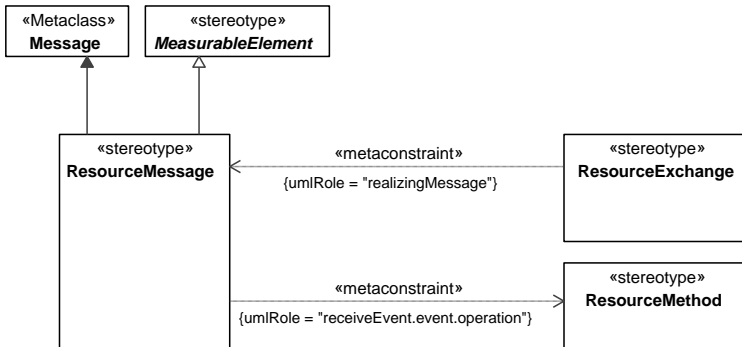 «Metaclass»
Message
«stereotype»
MeasurableElement
«stereotype»
ResourceMessage
«metaconstraint»
{umlRole = "realizingMessage"}
«stereotype»
ResourceExchange
«metaconstraint»
{umlRole = "receiveEvent.event.operation"}
«stereotype»
ResourceMethod